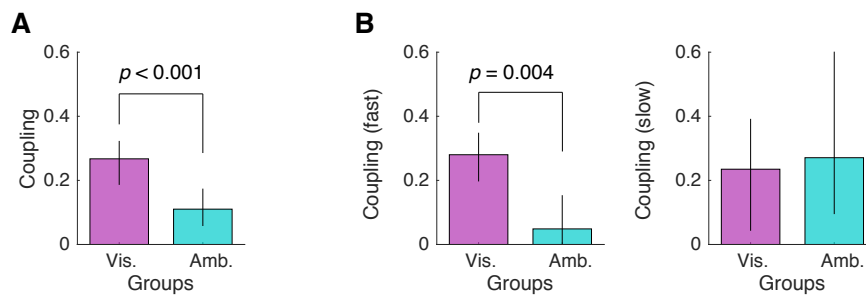 A
Coupling
0.6
0.4
0.2
0
p < 0.001
Vis.
Amb.
Groups
B
Coupling (fast)
0.6
0.4
0.2
0
p = 0.004
Vis.
Amb.
Groups
Coupling (slow)
0.6
0.4
0.2
0
Vis.
Amb.
Groups